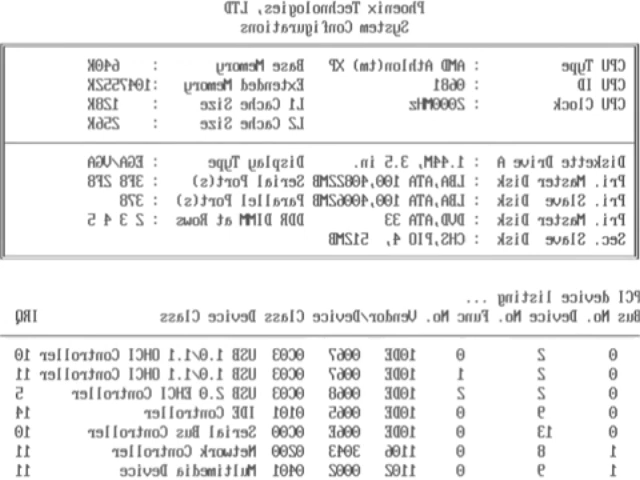 Phoenix Technologies, LTD
System Configurations
CPU Type : AMD Athlon(tm) XP Base Memory : 640K
CPU ID : 0681 Extended Memory :1047552K
CPU Clock : 2000MHz L1 Cache Size : 128K
L2 Cache Size : 256K
Diskette Drive A : 1.44M, 3.5 in. Display Type : EGA/VGA
Pri. Master Disk : LBA,ATA 100,40822MB Serial Port(s) : 3F8 2F8
Pri. Slave Disk : LBA,ATA 100,40062MB Parallel Port(s) : 378
Pri. Master Disk : DVD,ATA 33 DDR DIMM at Rows : 2 3 4 5
Sec. Slave Disk : CHS,PIO 4, 512MB
PCI device listing ...
Bus No. Device No. Func No. Vendor/Device Class Device Class IRQ
0 2 0 10DE 0067 0C03 USB 1.0/1.1 OHCI Controller 10
0 2 1 10DE 0067 0C03 USB 1.0/1.1 OHCI Controller 11
0 2 2 10DE 0068 0C03 USB 2.0 EHCI Controller 5
0 9 0 10DE 0065 0101 IDE Controller 14
0 13 0 10DE 006E 0C00 Serial Bus Controller 10
1 8 0 1106 3043 0200 Network Controller 11
1 9 0 1102 0002 0401 Multimedia Device 11